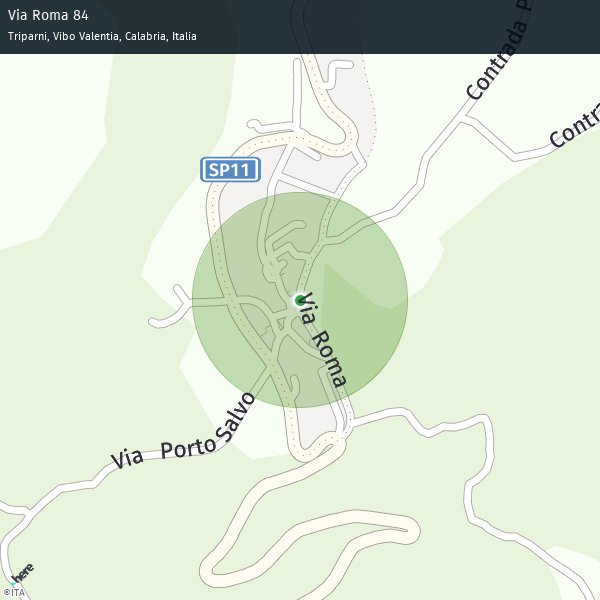 Via Roma 84
Triparni, Vibo Valentia, Calabria, Italia
Contrada P
Contra
SP11
Via Roma
Via Porto Salvo
here
©ITA